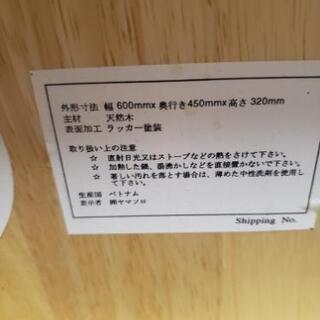 外形寸法 幅 600mmx 奥行き 450mmx 高さ 320mm
主材 天然木
表面加工 ラッカー塗装
取り扱い上の注意
☆ 直射日光又はストーブなどの熱をさけて下さい。
☆ 加熱した鍋、湯沸かしなどを直接置かないで下さい。
☆ 著しい汚れを落とす場合は、薄めた中性洗剤を使用し
て下さい。
生産国 ベトナム
表示者 ㈱ヤマソロ
Shipping No.